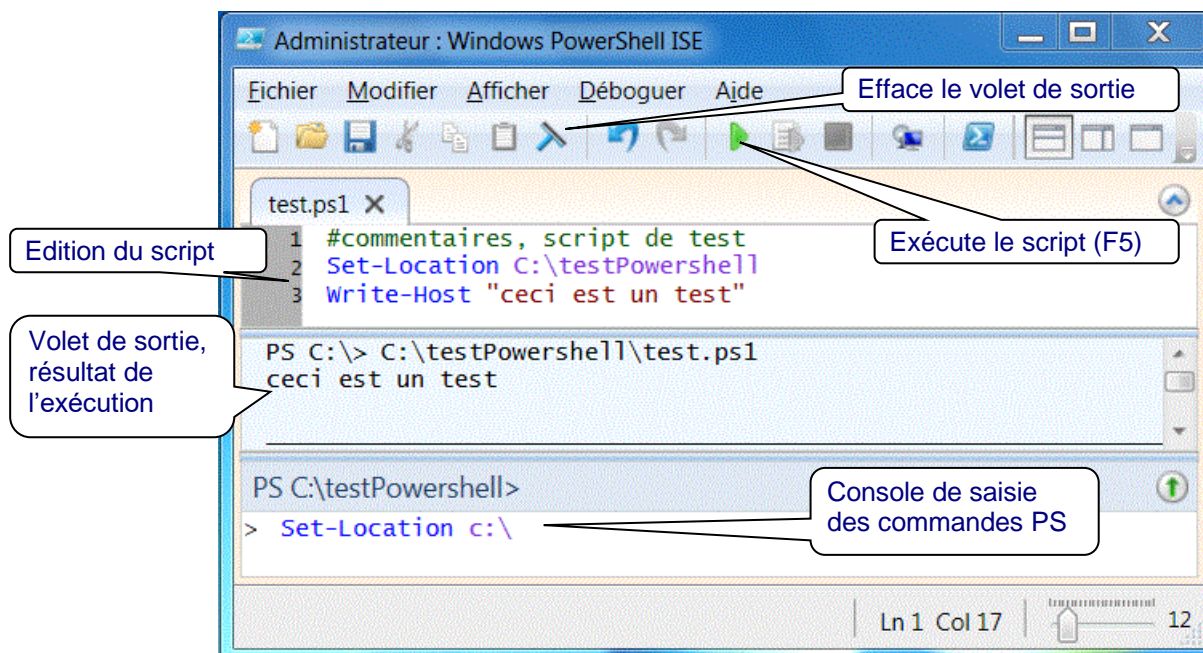 Administrateur : Windows PowerShell ISE
Fichier Modifier Afficher Déboguer Aide
Efface le volet de sortie
test.ps1
Exécute le script (F5)
Edition du script
1 #commentaires, script de test
2 Set-Location C:\testPowershell
3 Write-Host "ceci est un test"
Volet de sortie,
résultat de
l'exécution
PS C:\> C:\testPowershell\test.ps1
ceci est un test
PS C:\testPowershell>
> Set-Location c:\
Console de saisie
des commandes PS
Ln 1 Col 17
12